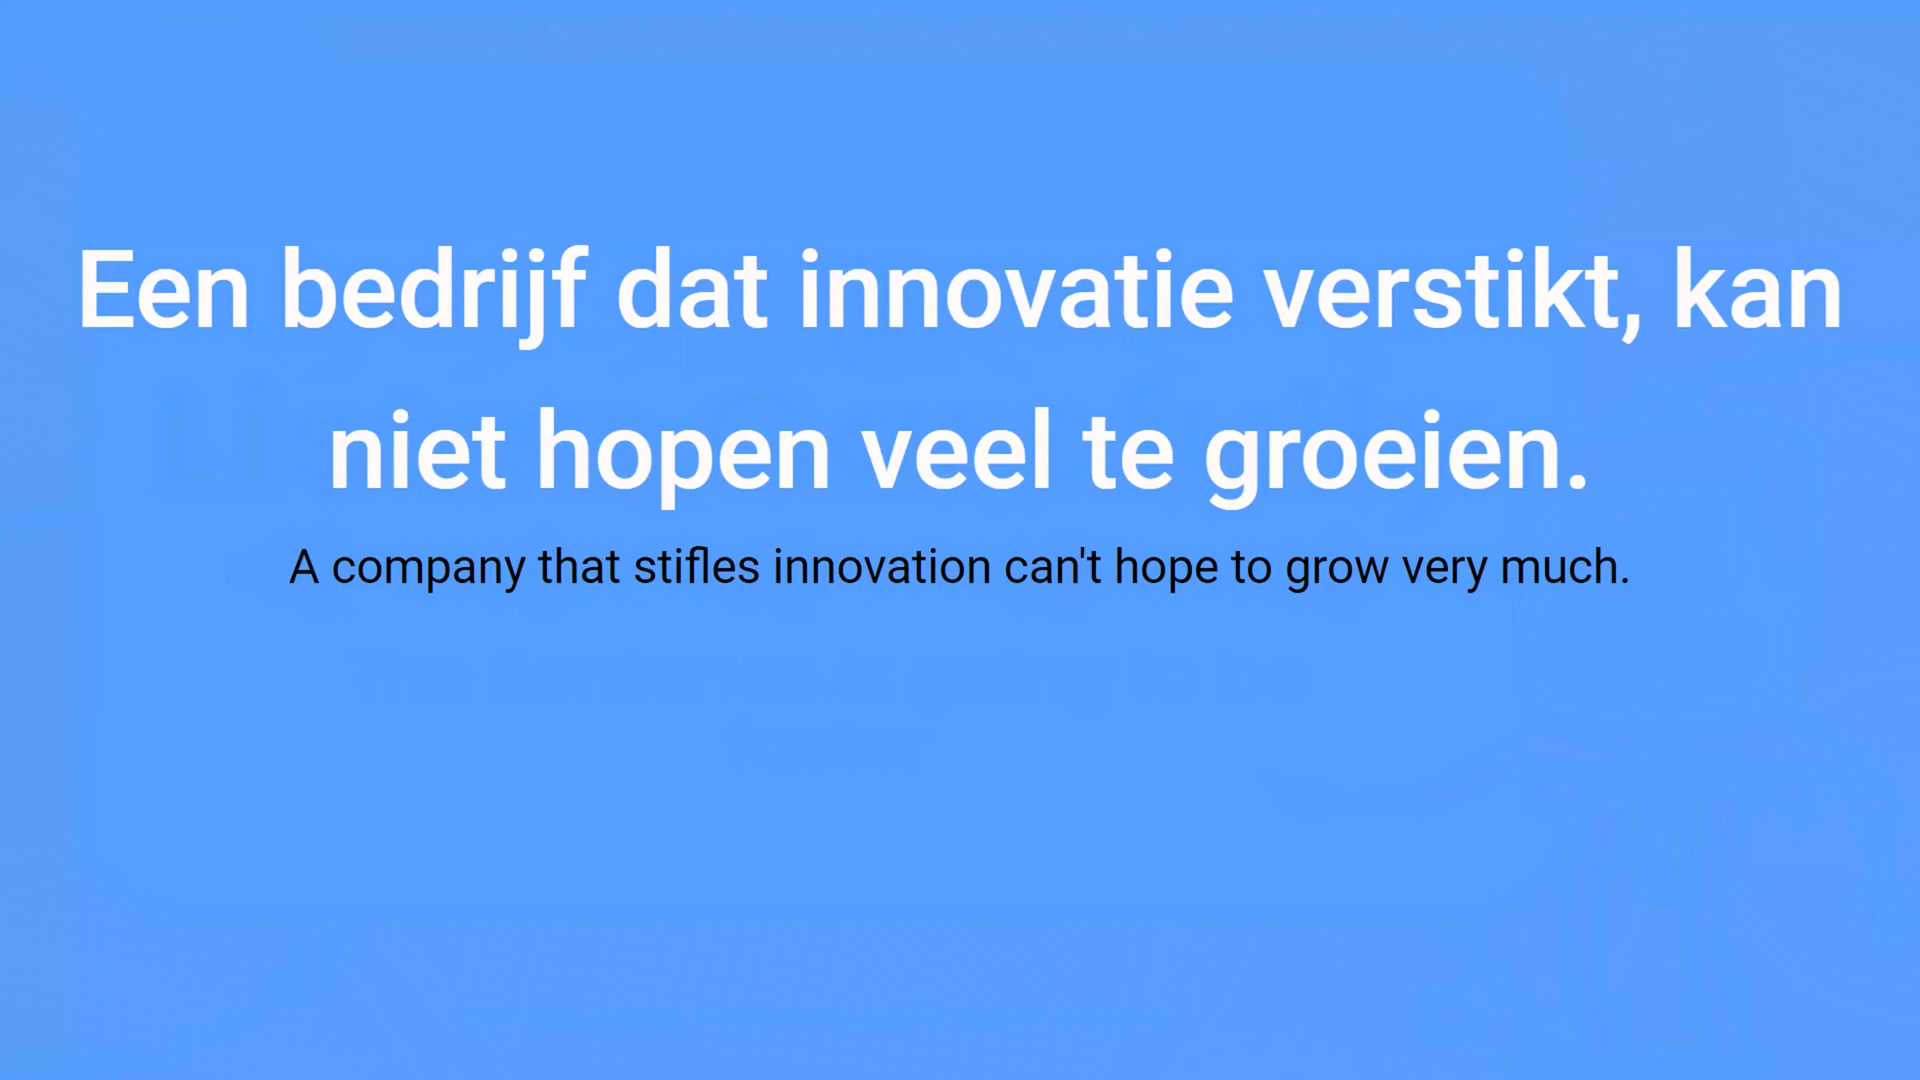 Een bedrijf dat innovatie verstikt, kan
niet hopen veel te groeien.
A company that stifles innovation can't hope to grow very much.